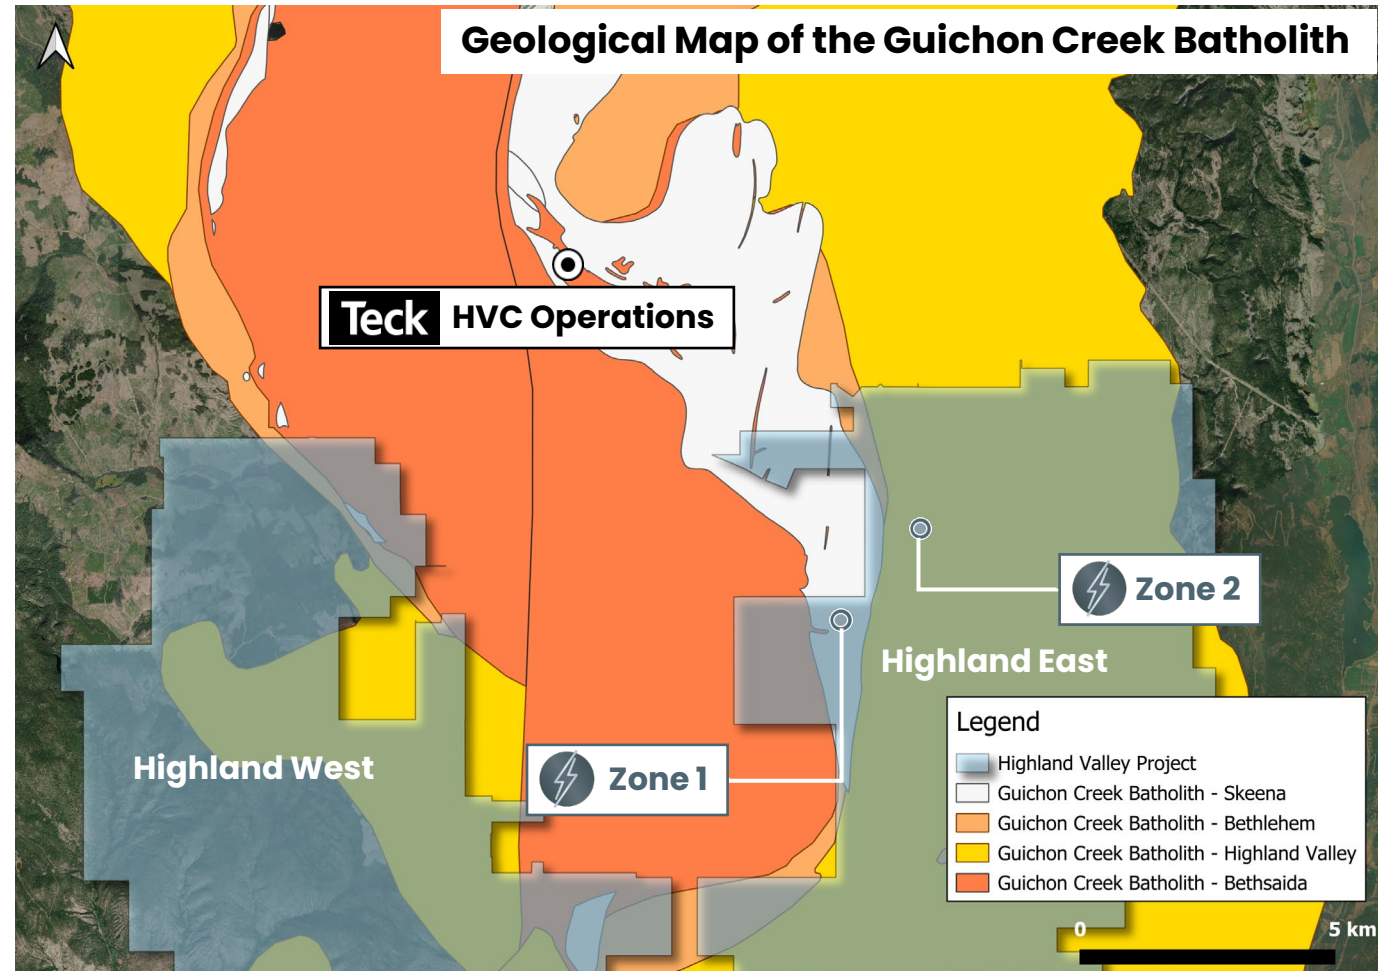 Geological Map of the Guichon Creek Batholith
Teck HVC Operations
Zone 2
Highland East
Zone 1
Highland West
Legend
Highland Valley Project
Guichon Creek Batholith - Skeena
Guichon Creek Batholith - Bethlehem
Guichon Creek Batholith - Highland Valley
Guichon Creek Batholith - Bethsaida
0 5 km